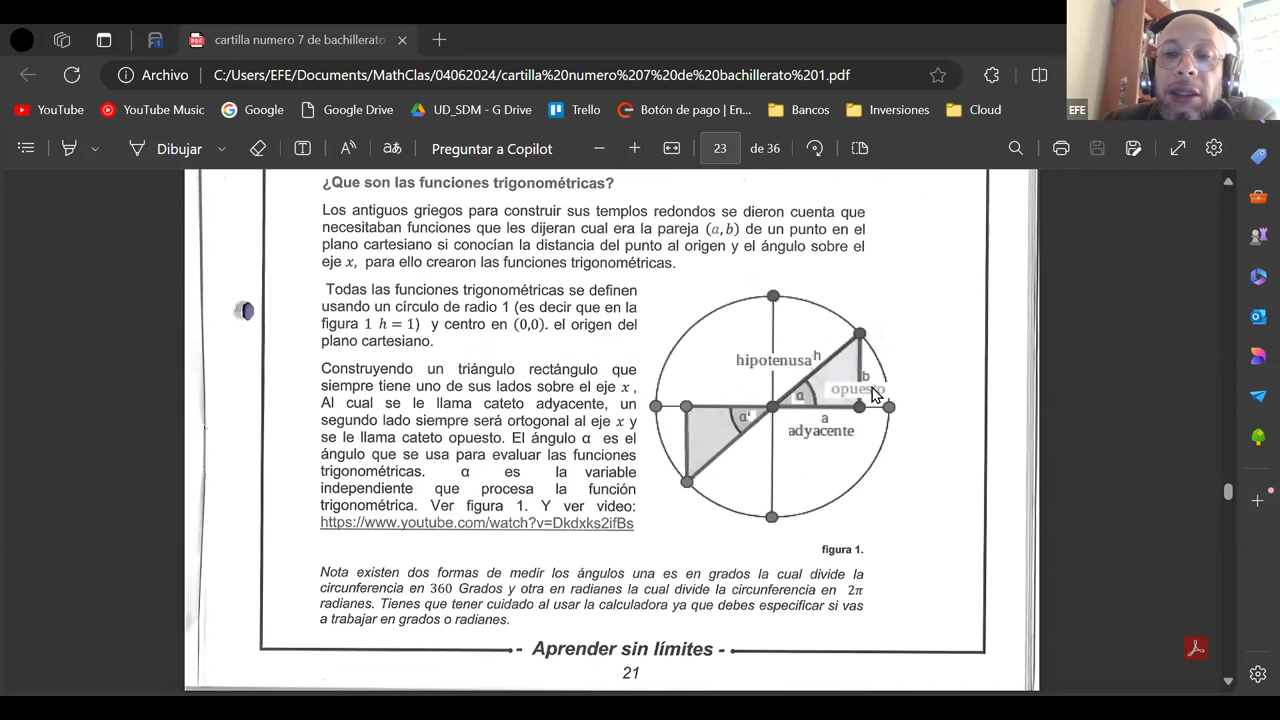 cartilla numero 7 de bachillerato
Archivo C:/Users/EFE/Documents/MathClas/04062024/cartilla%20numero%207%20de%20bachillerato%201.pdf
EFE
YouTube YouTube Music Google Google Drive UD_SDM - G Drive Trello Botón de pago | En... Bancos Inversiones Cloud
Dibujar Preguntar a Copilot 23 de 36
¿Que son las funciones trigonométricas?
Los antiguos griegos para construir sus templos redondos se dieron cuenta que
necesitaban funciones que les dijeran cual era la pareja (a, b) de un punto en el
plano cartesiano si conocían la distancia del punto al origen y el ángulo sobre el
eje x, para ello crearon las funciones trigonométricas.
Todas las funciones trigonométricas se definen
usando un círculo de radio 1 (es decir que en la
figura 1 h = 1) y centro en (0,0). el origen del
plano cartesiano.
Construyendo un triángulo rectángulo que
siempre tiene uno de sus lados sobre el eje x ,
Al cual se le llama cateto adyacente, un
segundo lado siempre será ortogonal al eje x y
se le llama cateto opuesto. El ángulo α es el
ángulo que se usa para evaluar las funciones
trigonométricas. α es la variable
independiente que procesa la función
trigonométrica. Ver figura 1. Y ver video:
https://www.youtube.com/watch?v=Dkdxks2ifBs
hipotenusa h
b
opuesto
α
α'
a
adyacente
figura 1.
Nota existen dos formas de medir los ángulos una es en grados la cual divide la
circunferencia en 360 Grados y otra en radianes la cual divide la circunferencia en 2π
radianes. Tienes que tener cuidado al usar la calculadora ya que debes especificar si vas
a trabajar en grados o radianes.
- Aprender sin límites -
21